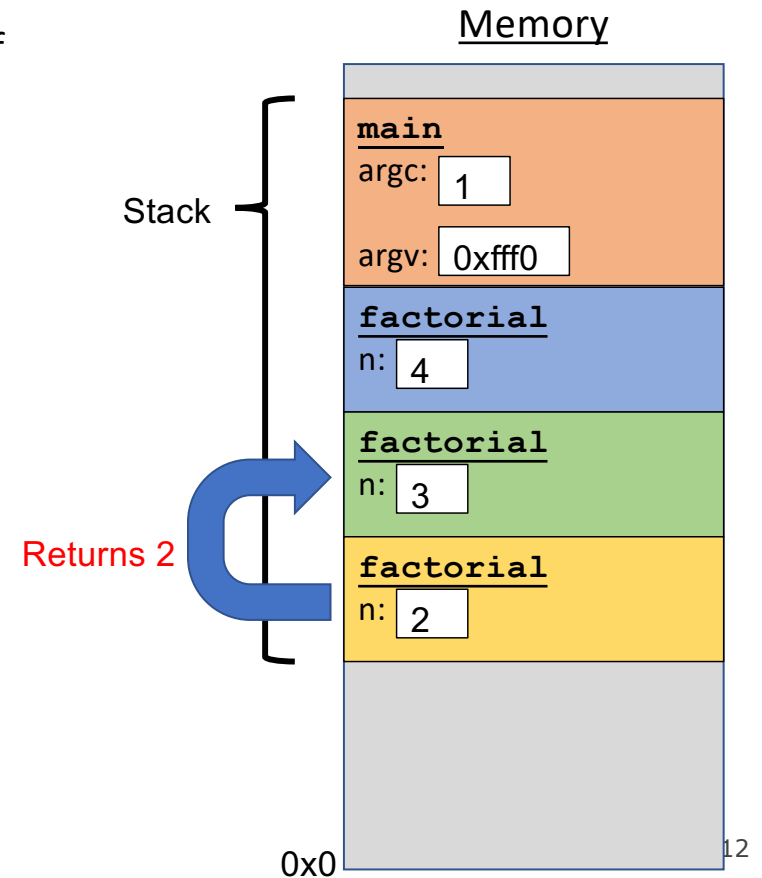 Memory
main
argc: 1
Stack
argv: 0xfff0
factorial
n: 4
factorial
n: 3
Returns 2
factorial
n: 2
12
0x0